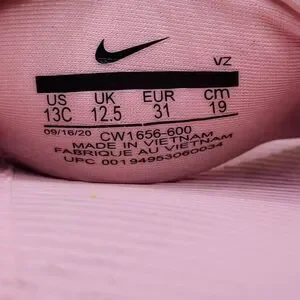 VZ
US UK EUR cm
13C 12.5 31 19
09/16/20 CW1656-600
MADE IN VIETNAM
FABRIQUE AU VIETNAM
UPC 00194953060034